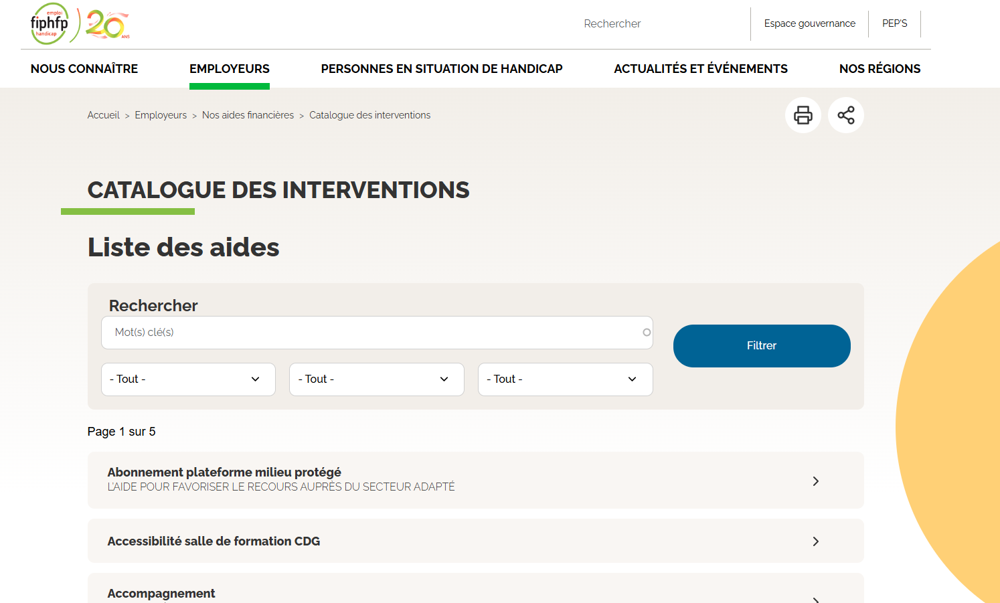 emploi
fiphfp
handicap
20
ANS
Rechercher
Espace gouvernance
PEP'S
NOUS CONNAÎTRE
EMPLOYEURS
PERSONNES EN SITUATION DE HANDICAP
ACTUALITÉS ET ÉVÉNEMENTS
NOS RÉGIONS
Accueil > Employeurs > Nos aides financières > Catalogue des interventions
CATALOGUE DES INTERVENTIONS
Liste des aides
Rechercher
Mot(s) clé(s)
Filtrer
- Tout -
- Tout -
- Tout -
Page 1 sur 5
Abonnement plateforme milieu protégé
L'AIDE POUR FAVORISER LE RECOURS AUPRÈS DU SECTEUR ADAPTÉ
Accessibilité salle de formation CDG
Accompagnement